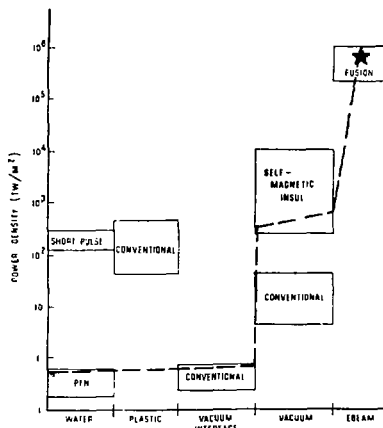 POWER DENSITY (TW/M²)
10⁶
10⁵
10⁴
10³
10²
10
1
.1
FUSION
SELF-
MAGNETIC
INSUL
SHORT PULSE
CONVENTIONAL
CONVENTIONAL
PFN
CONVENTIONAL
WATER
PLASTIC
VACUUM
INTERFACE
VACUUM
EBEAM